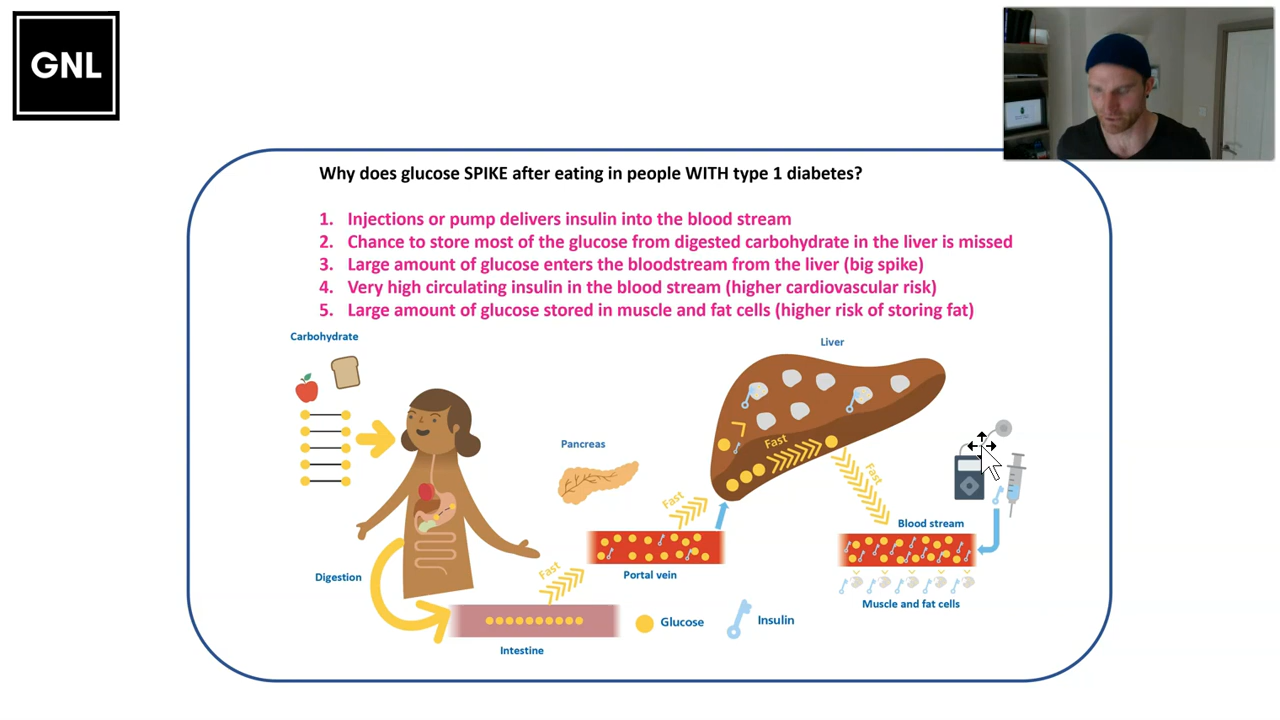 GNL
Why does glucose SPIKE after eating in people WITH type 1 diabetes?
1. Injections or pump delivers insulin into the blood stream
2. Chance to store most of the glucose from digested carbohydrate in the liver is missed
3. Large amount of glucose enters the bloodstream from the liver (big spike)
4. Very high circulating insulin in the blood stream (higher cardiovascular risk)
5. Large amount of glucose stored in muscle and fat cells (higher risk of storing fat)
Carbohydrate
Liver
Pancreas
Fast
Fast
Fast
Blood stream
Fast
Portal vein
Digestion
Muscle and fat cells
Glucose
Insulin
Intestine